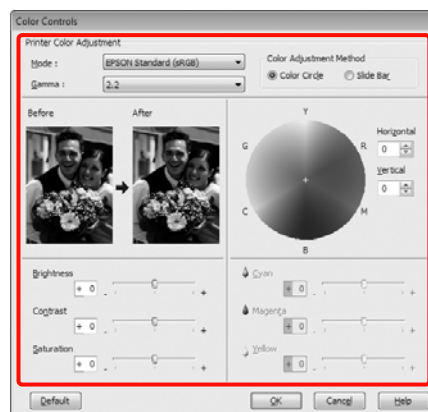 Color Controls
Printer Color Adjustment
Mode : EPSON Standard (sRGB)
Gamma : 2.2
Color Adjustment Method
Color Circle Slide Bar
Before After
Y
G R
C M
B
Horizontal
0
Vertical
0
Brightness
+ 0 - +
Contrast
+ 0 - +
Saturation
+ 0 - +
Cyan
+ 0 - +
Magenta
+ 0 - +
Yellow
+ 0 - +
Default OK Cancel Help